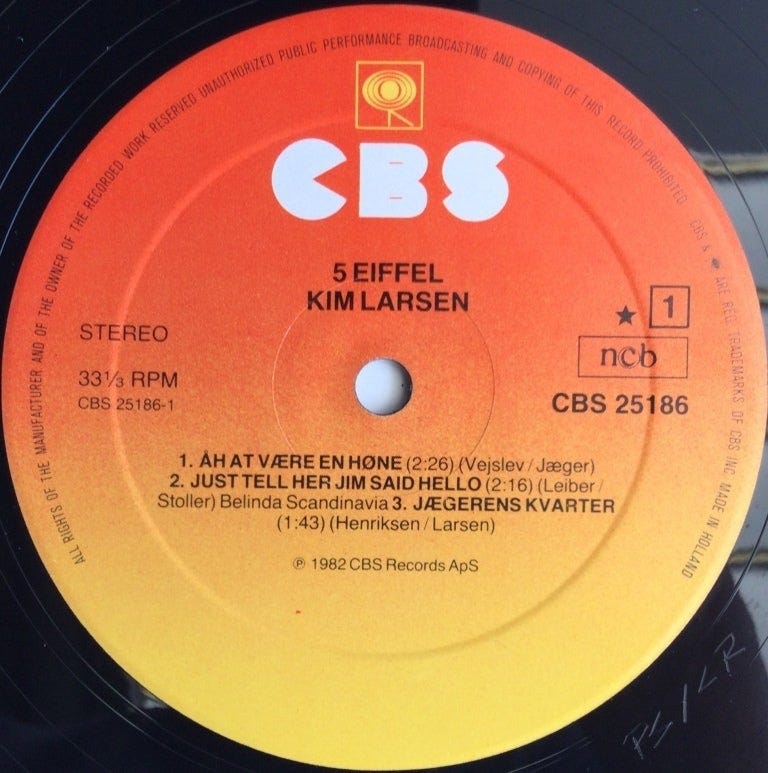 ALL RIGHTS OF THE MANUFACTURER AND OF THE OWNER OF THE RECORDED WORK RESERVED UNAUTHORIZED PUBLIC PERFORMANCE BROADCASTING AND COPYING OF THIS RECORD PROHIBITED CBS & ARE REG. TRADEMARKS OF CBS INC MADE IN HOLLAND
CBS
5 EIFFEL
KIM LARSEN
STEREO
★ 1
ncb
33⅓ RPM
CBS 25186-1
CBS 25186
1. ÅH AT VÆRE EN HØNE (2:26) (Vejslev / Jæger)
2. JUST TELL HER JIM SAID HELLO (2:16) (Leiber /
Stoller) Belinda Scandinavia 3. JÆGERENS KVARTER
(1:43) (Henriksen / Larsen)
℗ 1982 CBS Records ApS